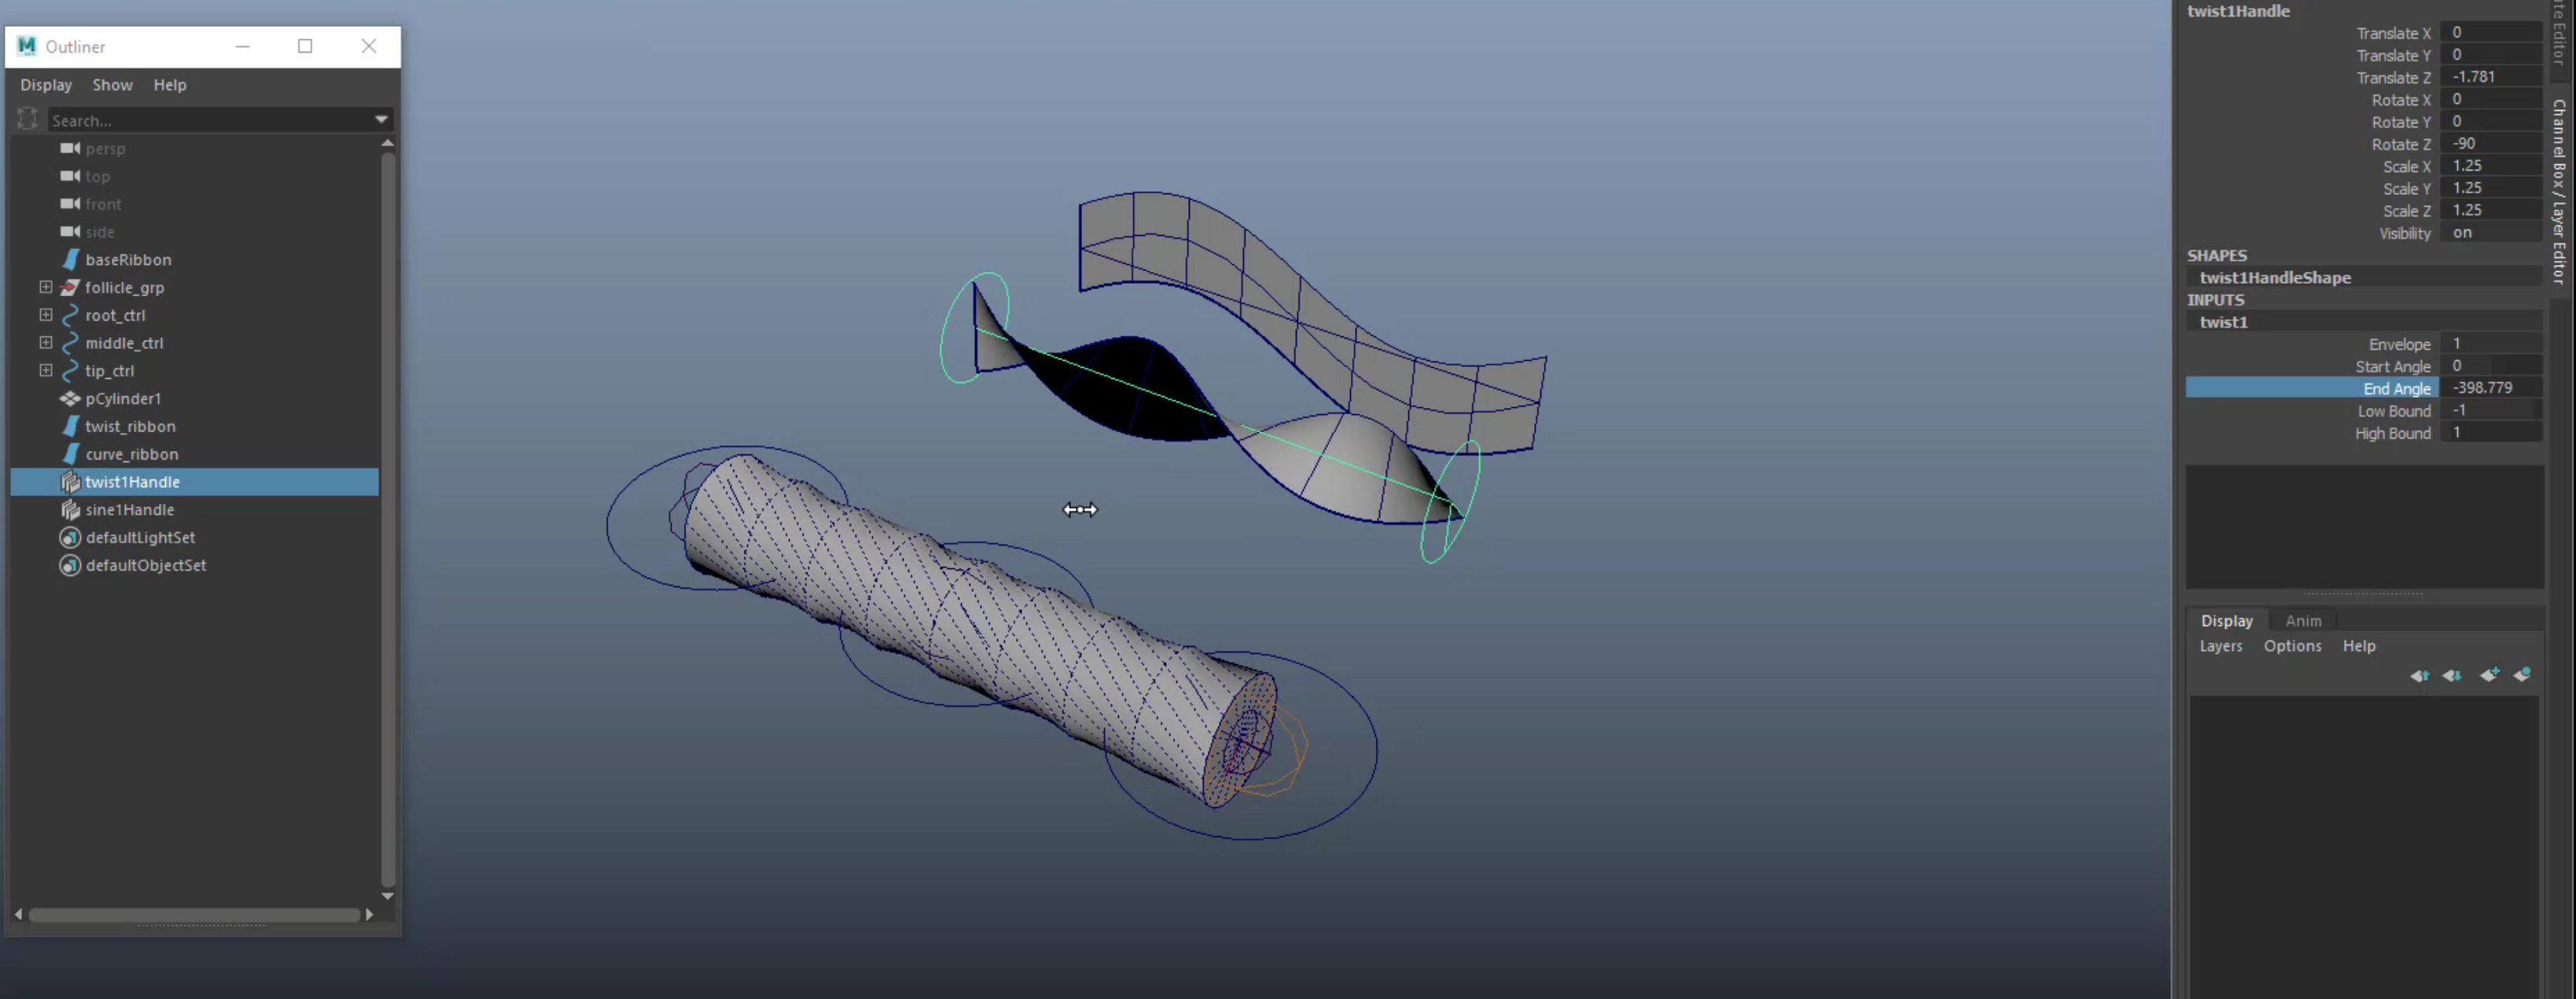 Outliner
Display Show Help
Search...
persp
top
front
side
baseRibbon
follicle_grp
root_ctrl
middle_ctrl
tip_ctrl
pCylinder1
twist_ribbon
curve_ribbon
twist1Handle
sine1Handle
defaultLightSet
defaultObjectSet
twist1Handle
Translate X 0
Translate Y 0
Translate Z -1.781
Rotate X 0
Rotate Y 0
Rotate Z -90
Scale X 1.25
Scale Y 1.25
Scale Z 1.25
Visibility on
SHAPES
twist1HandleShape
INPUTS
twist1
Envelope 1
Start Angle 0
End Angle -398.779
Low Bound -1
High Bound 1
Display Anim
Layers Options Help
Editor
Channel Box / Layer Editor